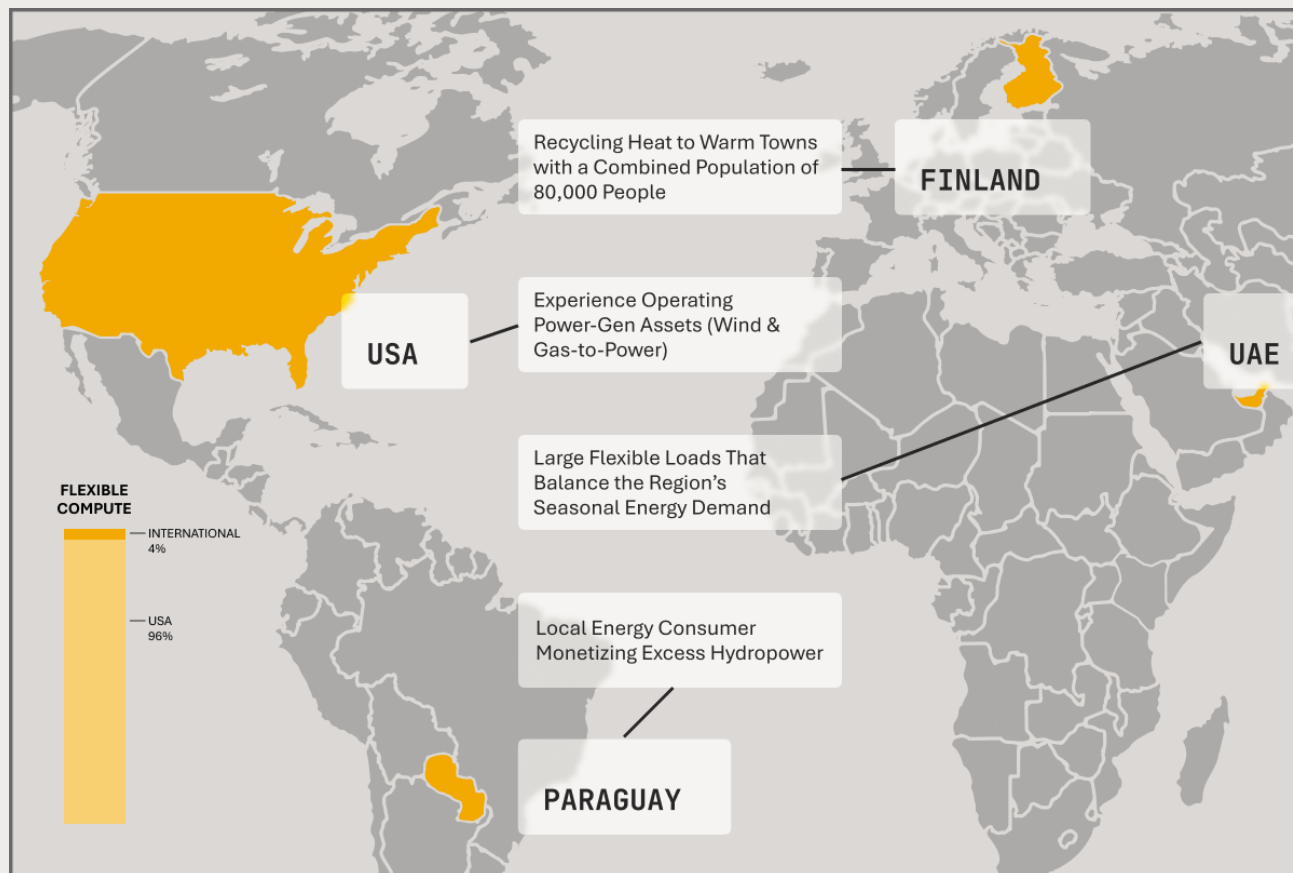 Recycling Heat to Warm Towns
with a Combined Population of
80,000 People
FINLAND
Experience Operating
Power-Gen Assets (Wind &
Gas-to-Power)
USA
UAE
Large Flexible Loads That
Balance the Region’s
Seasonal Energy Demand
FLEXIBLE
COMPUTE
INTERNATIONAL
4%
USA
96%
Local Energy Consumer
Monetizing Excess Hydropower
PARAGUAY